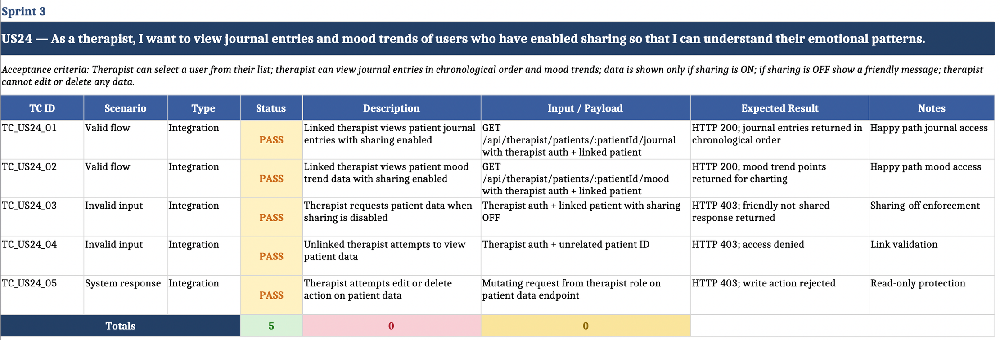 Sprint 3
US24 — As a therapist, I want to view journal entries and mood trends of users who have enabled sharing so that I can understand their emotional patterns.
Acceptance criteria: Therapist can select a user from their list; therapist can view journal entries in chronological order and mood trends; data is shown only if sharing is ON; if sharing is OFF show a friendly message; therapist
cannot edit or delete any data.
TC ID Scenario Type Status Description Input / Payload Expected Result Notes
TC_US24_01 Valid flow Integration PASS
Linked therapist views patient journal
entries with sharing enabled
GET
/api/therapist/patients/:patientId/journal
with therapist auth + linked patient
HTTP 200; journal entries returned in
chronological order
Happy path journal access
TC_US24_02 Valid flow Integration PASS
Linked therapist views patient mood
trend data with sharing enabled
GET
/api/therapist/patients/:patientId/mood
with therapist auth + linked patient
HTTP 200; mood trend points
returned for charting
Happy path mood access
TC_US24_03 Invalid input Integration PASS
Therapist requests patient data when
sharing is disabled
Therapist auth + linked patient with sharing
OFF
HTTP 403; friendly not-shared
response returned
Sharing-off enforcement
TC_US24_04 Invalid input Integration PASS
Unlinked therapist attempts to view
patient data
Therapist auth + unrelated patient ID
HTTP 403; access denied
Link validation
TC_US24_05 System response Integration PASS
Therapist attempts edit or delete
action on patient data
Mutating request from therapist role on
patient data endpoint
HTTP 403; write action rejected
Read-only protection
Totals 5 0 0